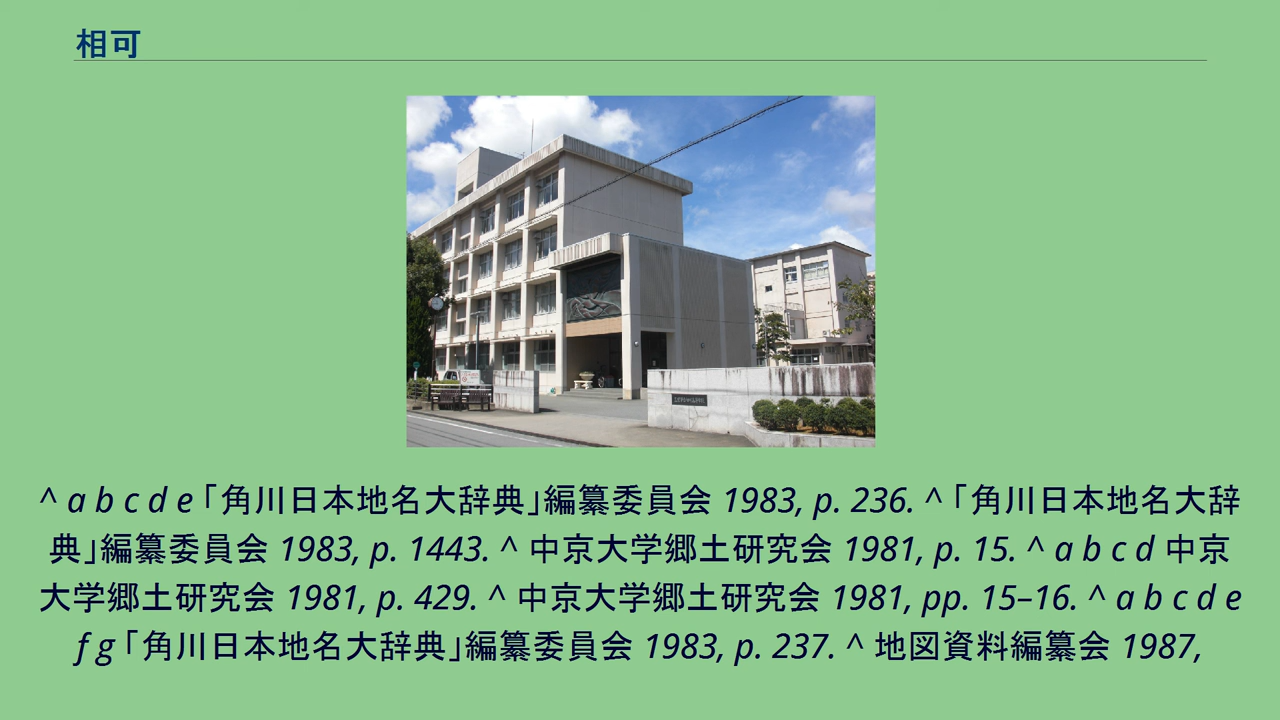 相可
^ a b c d e ｢角川日本地名大辞典｣編纂委員会 1983, p. 236. ^ ｢角川日本地名大辞
典｣編纂委員会 1983, p. 1443. ^ 中京大学郷土研究会 1981, p. 15. ^ a b c d 中京
大学郷土研究会 1981, p. 429. ^ 中京大学郷土研究会 1981, pp. 15–16. ^ a b c d e
f g ｢角川日本地名大辞典｣編纂委員会 1983, p. 237. ^ 地図資料編纂会 1987,